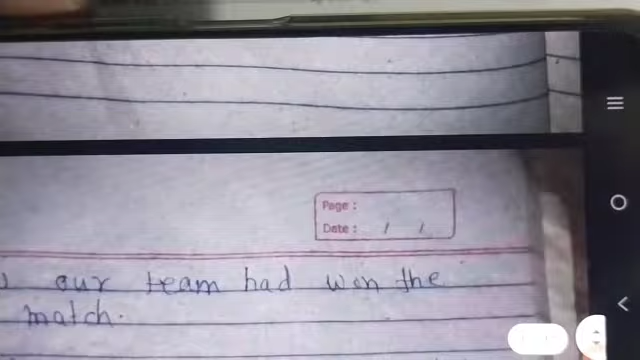 Page :
Date : / /
our team had won the
match.